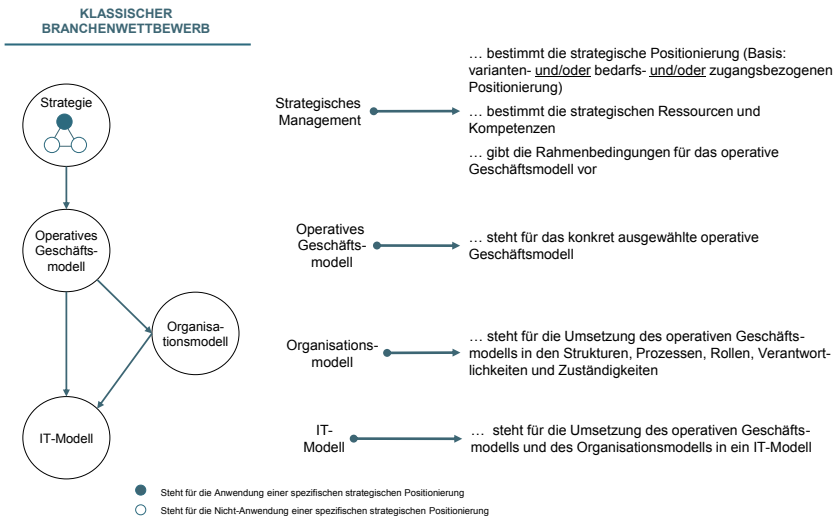 KLASSISCHER
BRANCHENWETTBEWERB
Strategie
Operatives
Geschäfts-
modell
Organisa-
tionsmodell
IT-Modell
Strategisches
Management
… bestimmt die strategische Positionierung (Basis:
varianten- und/oder bedarfs- und/oder zugangsbezogenen
Positionierung)
… bestimmt die strategischen Ressourcen und
Kompetenzen
… gibt die Rahmenbedingungen für das operative
Geschäftsmodell vor
Operatives
Geschäfts-
modell
… steht für das konkret ausgewählte operative
Geschäftsmodell
Organisations-
modell
… steht für die Umsetzung des operativen Geschäfts-
modells in den Strukturen, Prozessen, Rollen, Verantwort-
lichkeiten und Zuständigkeiten
IT-
Modell
… steht für die Umsetzung des operativen Geschäfts-
modells und des Organisationsmodells in ein IT-Modell
Steht für die Anwendung einer spezifischen strategischen Positionierung
Steht für die Nicht-Anwendung einer spezifischen strategischen Positionierung